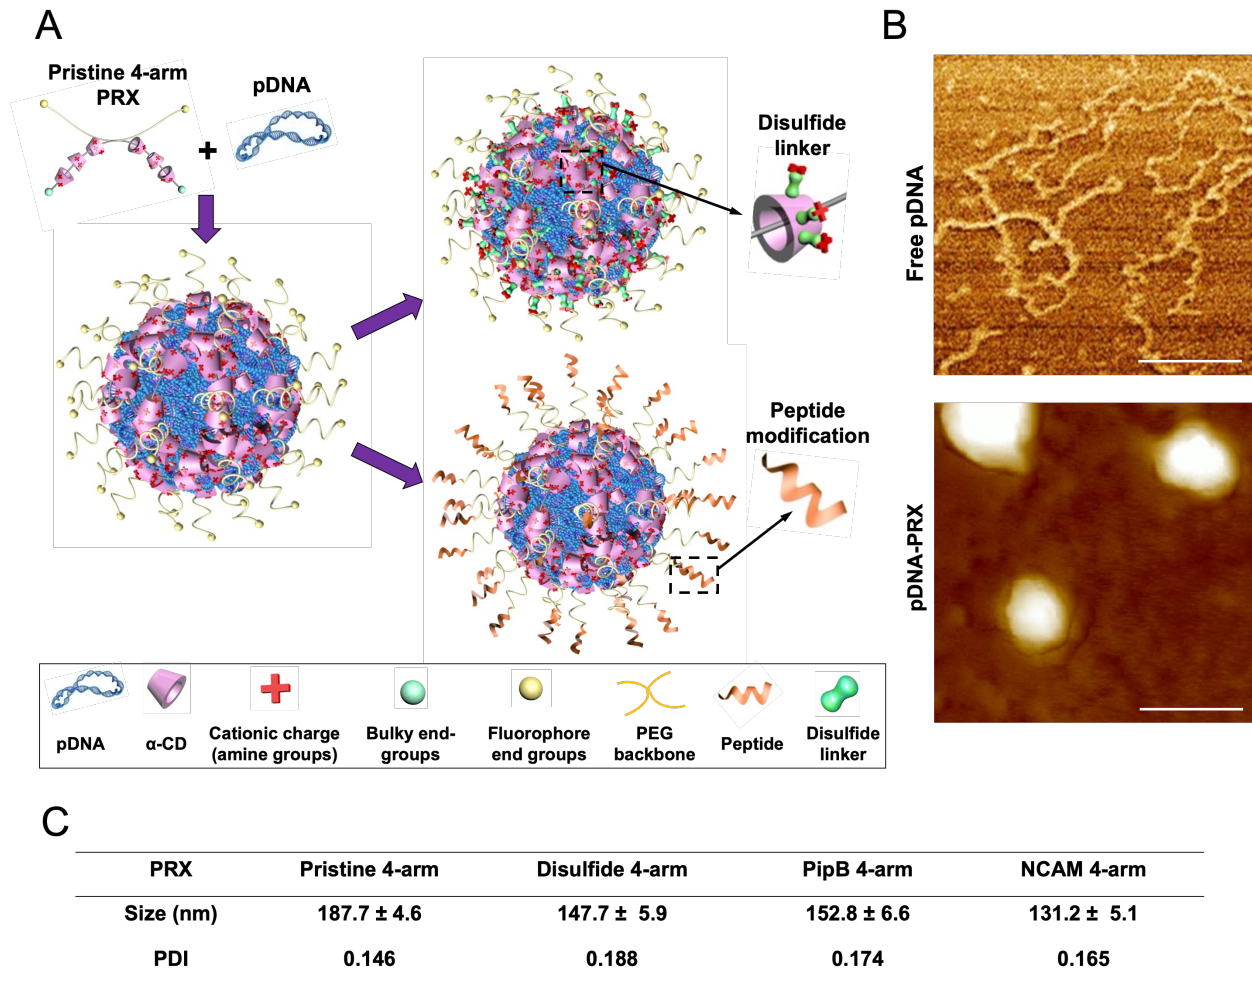 A
Pristine 4-arm
PRX
pDNA
+
Disulfide
linker
Peptide
modification
pDNA
α-CD
Cationic charge
(amine groups)
Bulky end-
groups
Fluorophore
end groups
PEG
backbone
Peptide
Disulfide
linker
B
Free pDNA
pDNA-PRX
C
PRX Pristine 4-arm Disulfide 4-arm PipB 4-arm NCAM 4-arm
Size (nm) 187.7 ± 4.6 147.7 ± 5.9 152.8 ± 6.6 131.2 ± 5.1
PDI 0.146 0.188 0.174 0.165